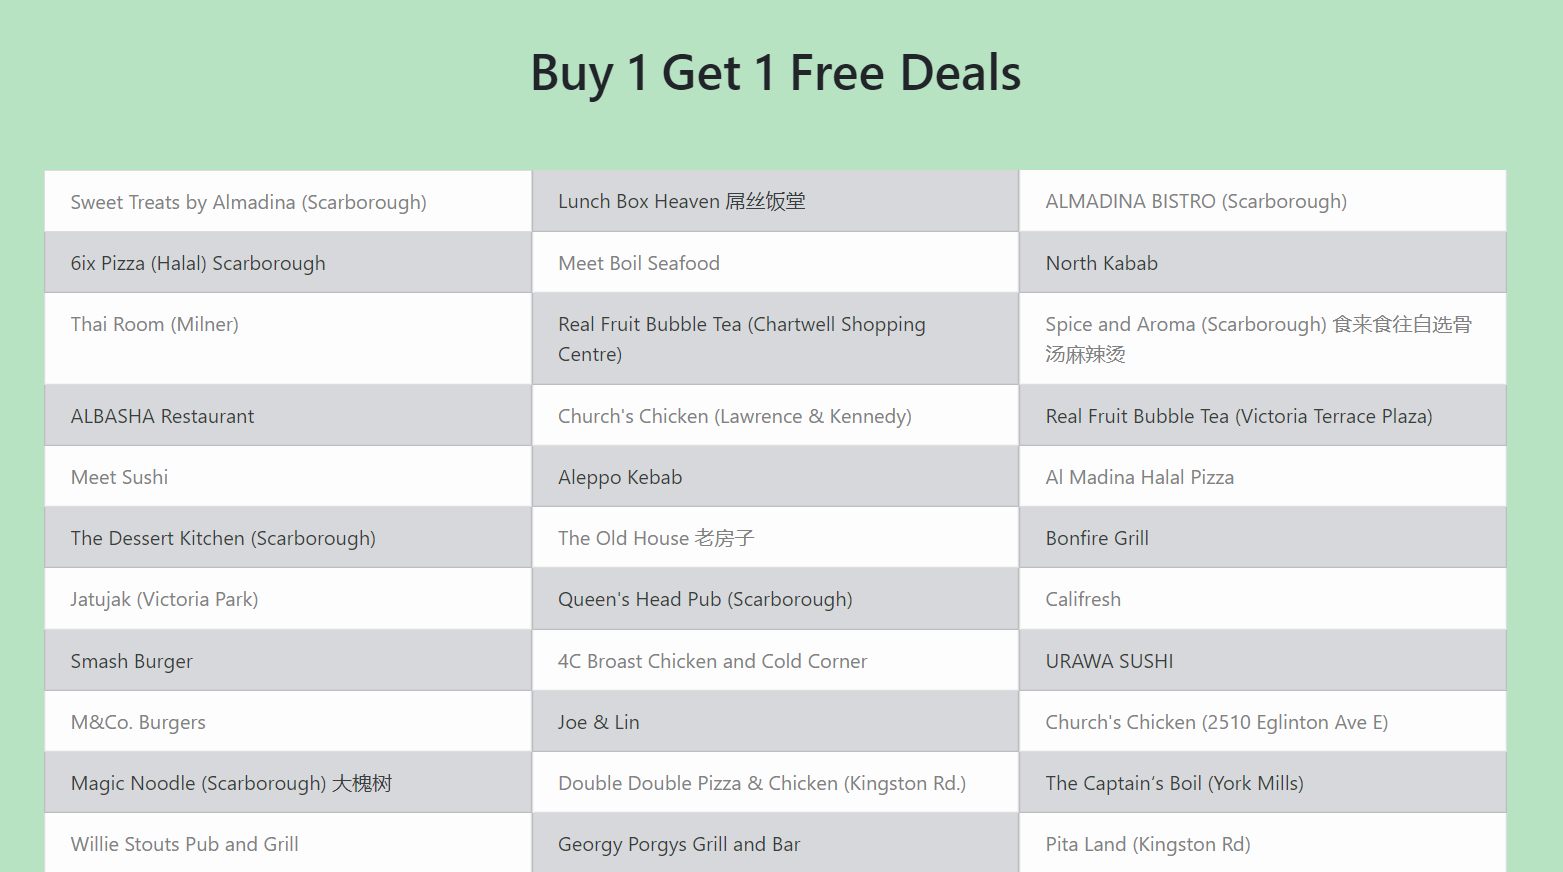 Buy 1 Get 1 Free Deals
Sweet Treats by Almadina (Scarborough)
Lunch Box Heaven 屌丝饭堂
ALMADINA BISTRO (Scarborough)
6ix Pizza (Halal) Scarborough
Meet Boil Seafood
North Kabab
Thai Room (Milner)
Real Fruit Bubble Tea (Chartwell Shopping
Centre)
Spice and Aroma (Scarborough) 食来食往自选骨
汤麻辣烫
ALBASHA Restaurant
Church's Chicken (Lawrence & Kennedy)
Real Fruit Bubble Tea (Victoria Terrace Plaza)
Meet Sushi
Aleppo Kebab
Al Madina Halal Pizza
The Dessert Kitchen (Scarborough)
The Old House 老房子
Bonfire Grill
Jatujak (Victoria Park)
Queen's Head Pub (Scarborough)
Califresh
Smash Burger
4C Broast Chicken and Cold Corner
URAWA SUSHI
M&Co. Burgers
Joe & Lin
Church's Chicken (2510 Eglinton Ave E)
Magic Noodle (Scarborough) 大槐树
Double Double Pizza & Chicken (Kingston Rd.)
The Captain’s Boil (York Mills)
Willie Stouts Pub and Grill
Georgy Porgys Grill and Bar
Pita Land (Kingston Rd)